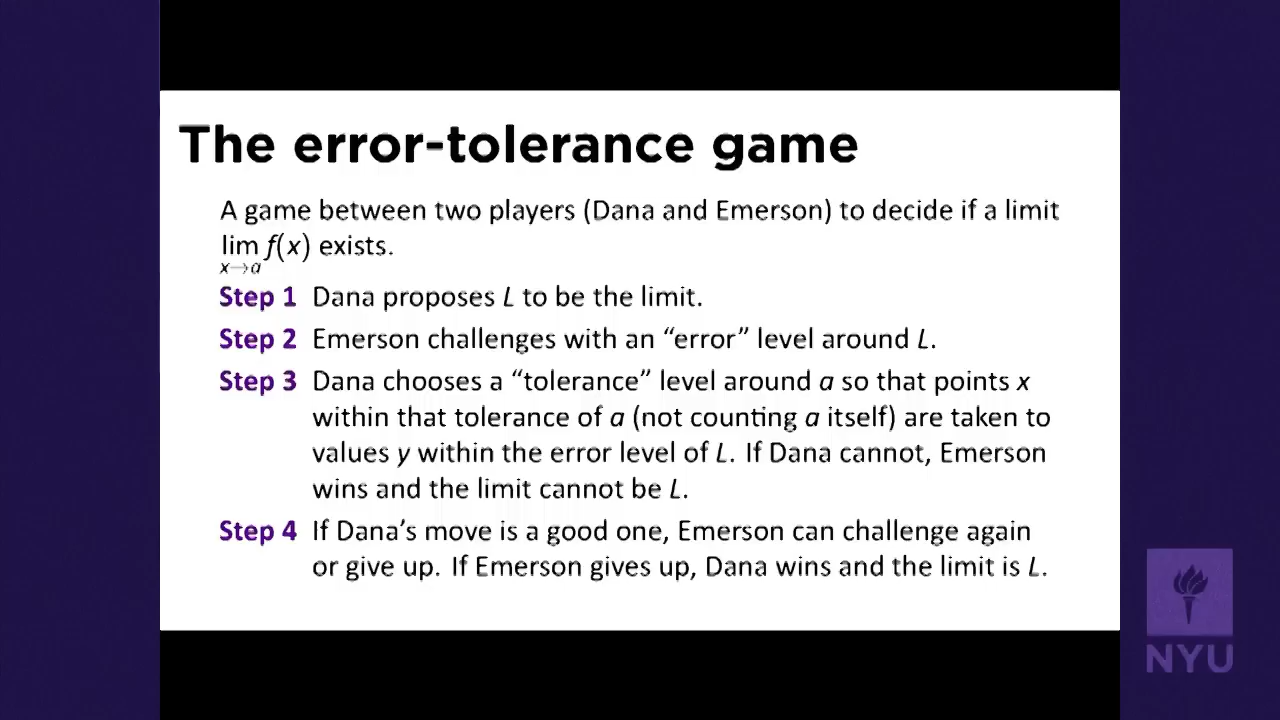 The error-tolerance game
A game between two players (Dana and Emerson) to decide if a limit
lim f(x) exists.
x→a
Step 1 Dana proposes L to be the limit.
Step 2 Emerson challenges with an “error” level around L.
Step 3 Dana chooses a “tolerance” level around a so that points x
within that tolerance of a (not counting a itself) are taken to
values y within the error level of L. If Dana cannot, Emerson
wins and the limit cannot be L.
Step 4 If Dana’s move is a good one, Emerson can challenge again
or give up. If Emerson gives up, Dana wins and the limit is L.
NYU